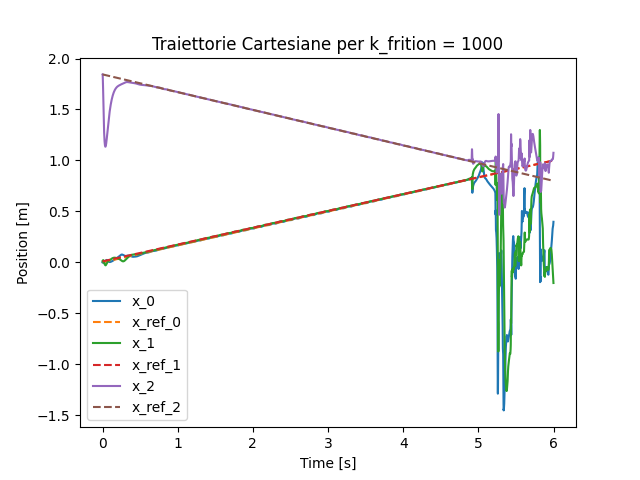 Traiettorie Cartesiane per k_frition = 1000
Position [m]
2.0
1.5
1.0
0.5
0.0
−0.5
−1.0
−1.5
x_0
x_ref_0
x_1
x_ref_1
x_2
x_ref_2
0 1 2 3 4 5 6
Time [s]